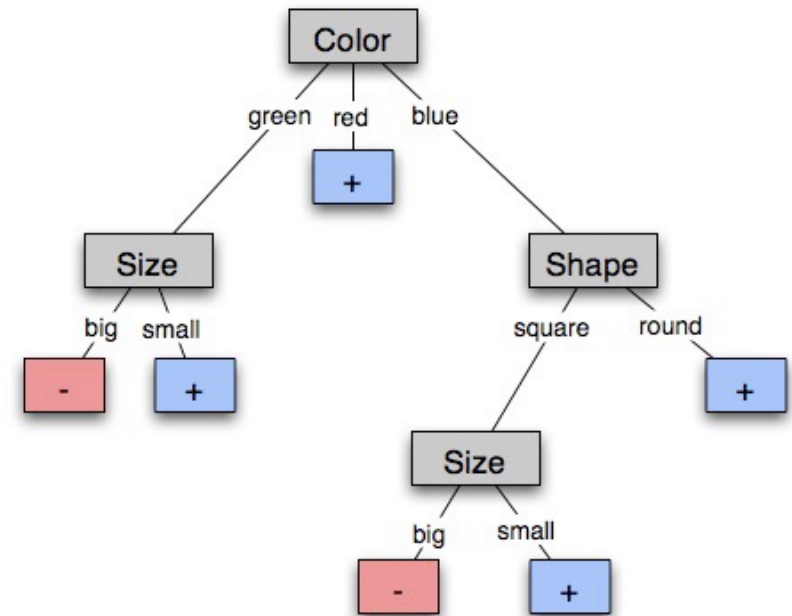 Color
green red blue
+
Size Shape
big small square round
- + +
Size
big small
- +